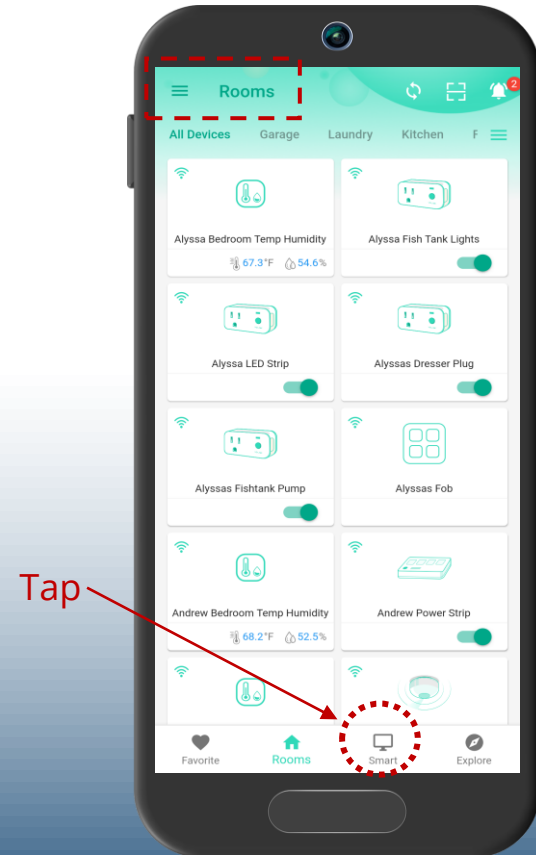 Rooms
2
All Devices Garage Laundry Kitchen F
Alyssa Bedroom Temp Humidity
67.3°F 54.6%
Alyssa Fish Tank Lights
Alyssa LED Strip
Alyssas Dresser Plug
Alyssas Fishtank Pump
Alyssas Fob
Tap
Andrew Bedroom Temp Humidity
68.2°F 52.5%
Andrew Power Strip
Favorite Rooms Smart Explore